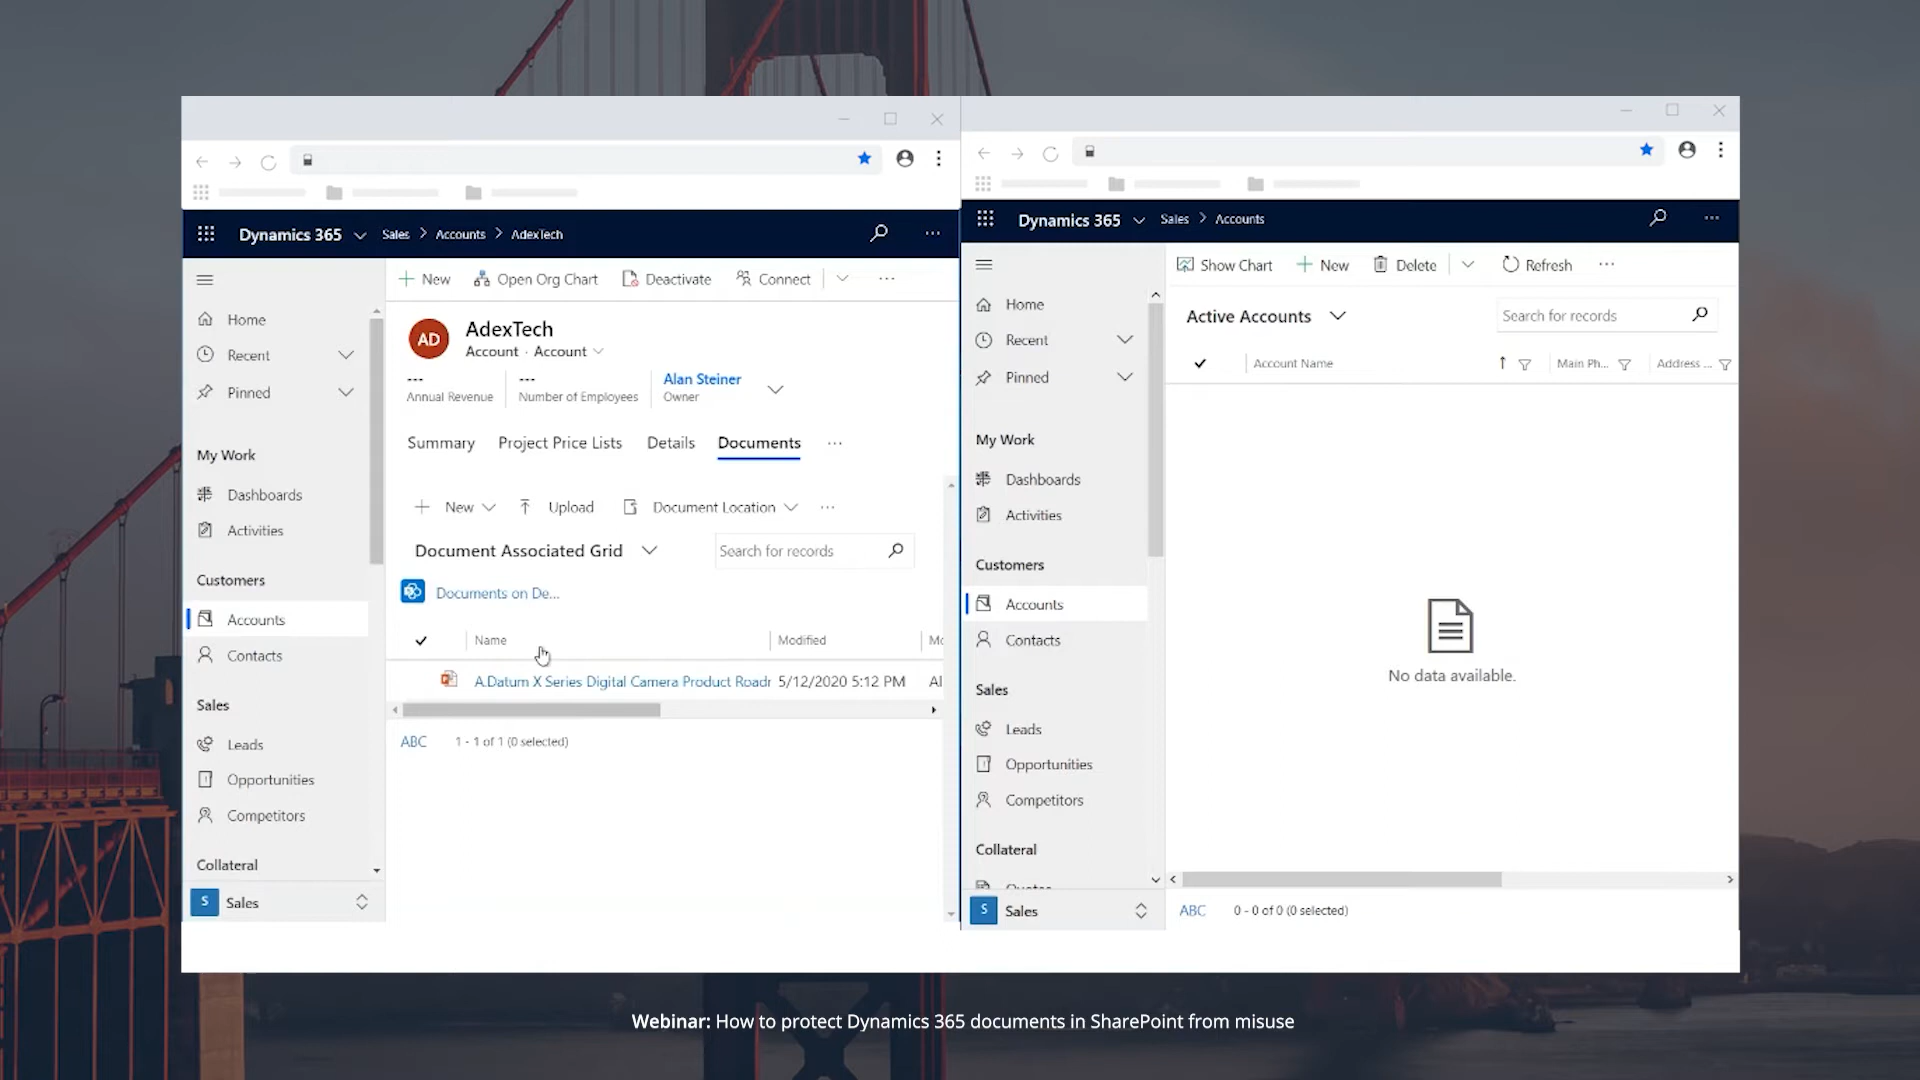 Dynamics 365 Sales > Accounts > AdexTech
New Open Org Chart Deactivate Connect
Home
Recent
Pinned
My Work
Dashboards
Activities
Customers
Accounts
Contacts
Sales
Leads
Opportunities
Competitors
Collateral
S Sales
AD
AdexTech
Account · Account
---
Annual Revenue
---
Number of Employees
Alan Steiner
Owner
Summary Project Price Lists Details Documents
New Upload Document Location
Document Associated Grid
Search for records
Documents on De...
Name Modified
A.Datum X Series Digital Camera Product Roadr 5/12/2020 5:12 PM
ABC 1 - 1 of 1 (0 selected)
Dynamics 365 Sales > Accounts
Show Chart New Delete Refresh
Home
Recent
Pinned
My Work
Dashboards
Activities
Customers
Accounts
Contacts
Sales
Leads
Opportunities
Competitors
Collateral
S Sales
Active Accounts
Search for records
Account Name Main Ph... Address ...
No data available.
ABC 0 - 0 of 0 (0 selected)
Webinar: How to protect Dynamics 365 documents in SharePoint from misuse